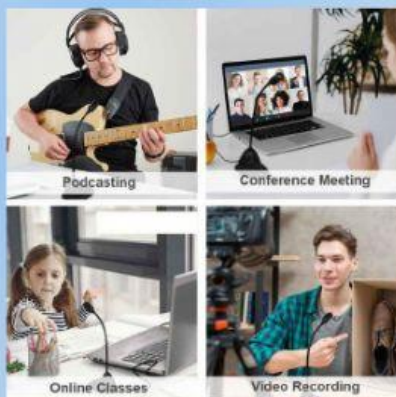 Podcasting
Conference Meeting
Online Classes
Video Recording